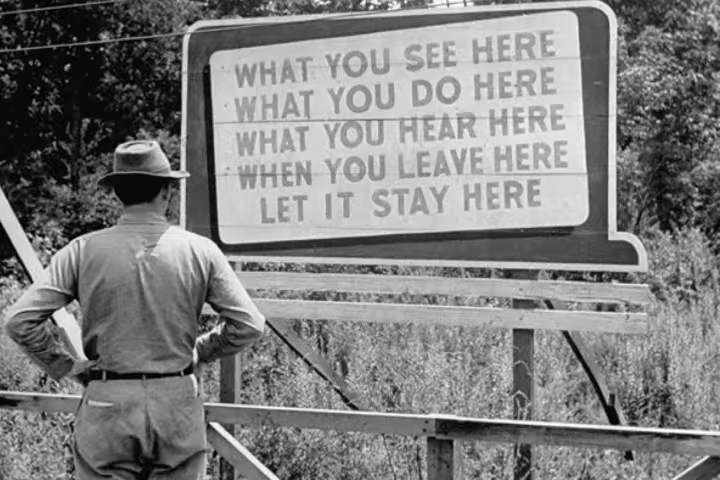 WHAT YOU SEE HERE
WHAT YOU DO HERE
WHAT YOU HEAR HERE
WHEN YOU LEAVE HERE
LET IT STAY HERE